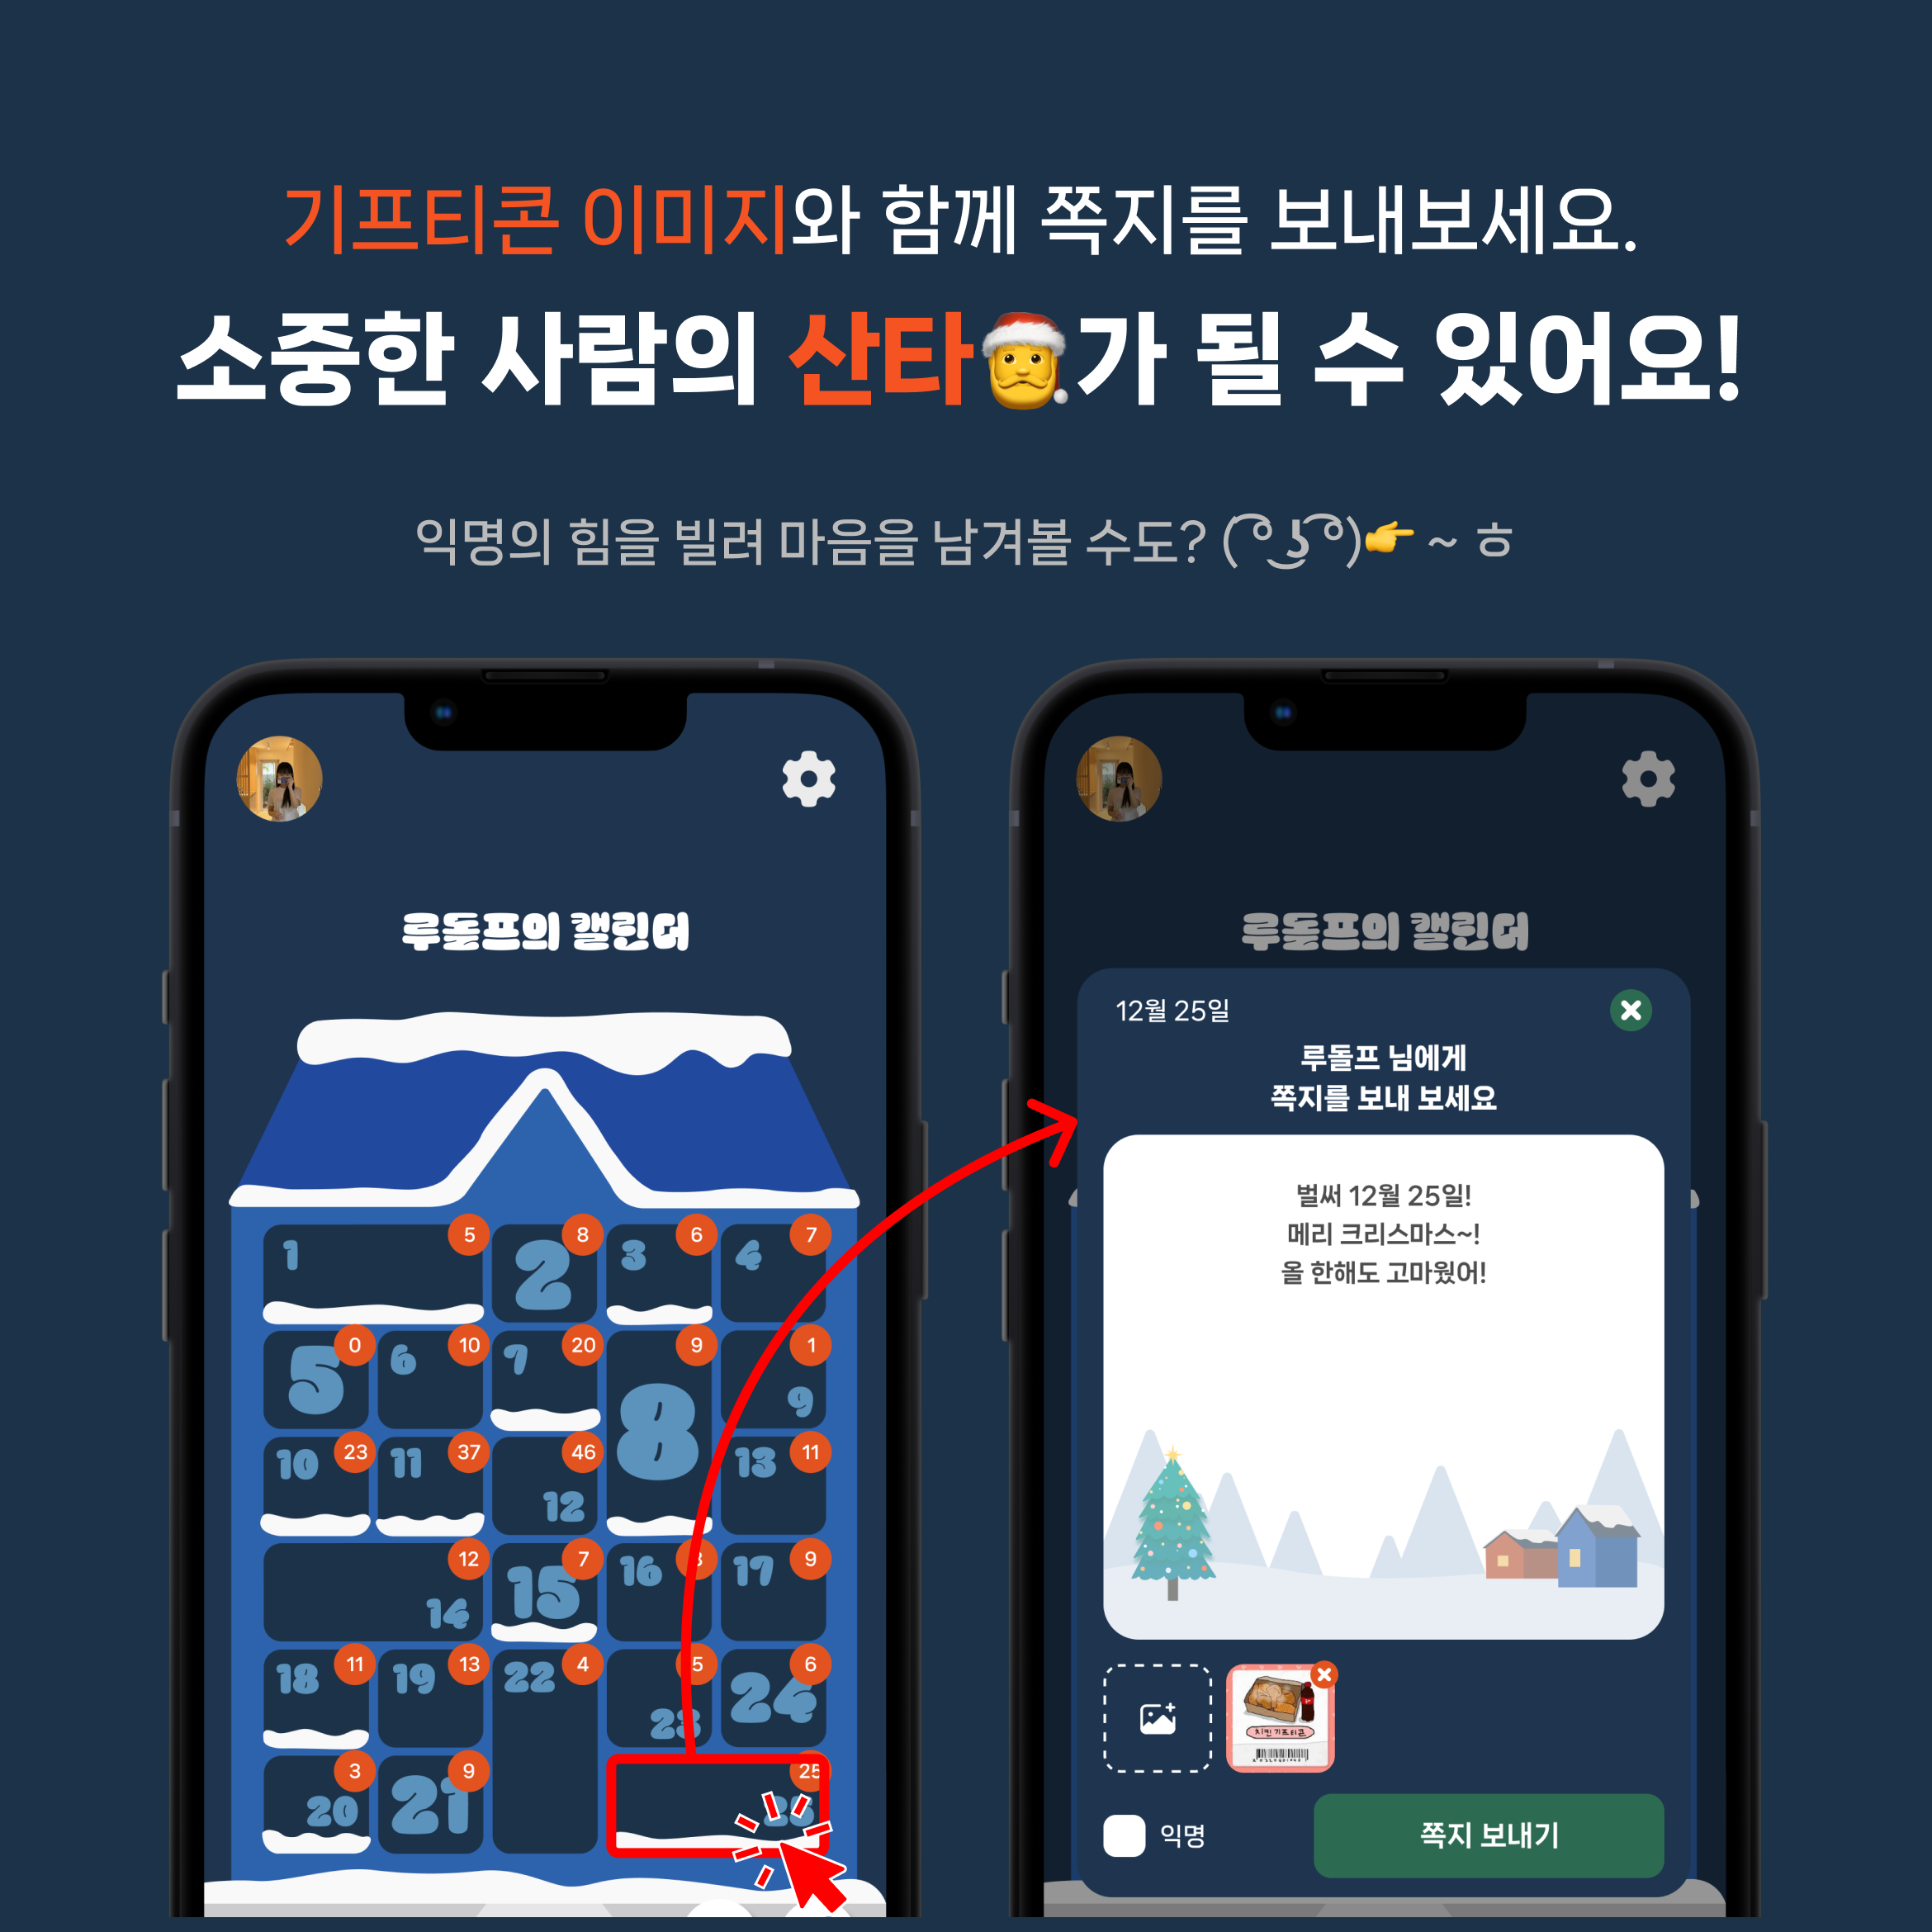 기프티콘 이미지와 함께 쪽지를 보내보세요.
소중한 사람의 산타🎅가 될 수 있어요!
익명의 힘을 빌려 마음을 남겨볼 수도? ( ͡° ͜ʖ ͡°)👉 ~ ㅎ
루돌프의 캘린더
1 5
2 8
3 6
4 7
5 0
6 10
7 20
8 9
9 1
10 23
11 37
12 46
13 11
14 12
15 7
16
17 9
18 11
19 13
22 4
23 5
24 6
20 3
21 9
25 25
루돌프의 캘린더
12월 25일
루돌프 님에게
쪽지를 보내 보세요
벌써 12월 25일!
메리 크리스마스~!
올 한해도 고마웠어!
치킨 기프티콘
익명
쪽지 보내기